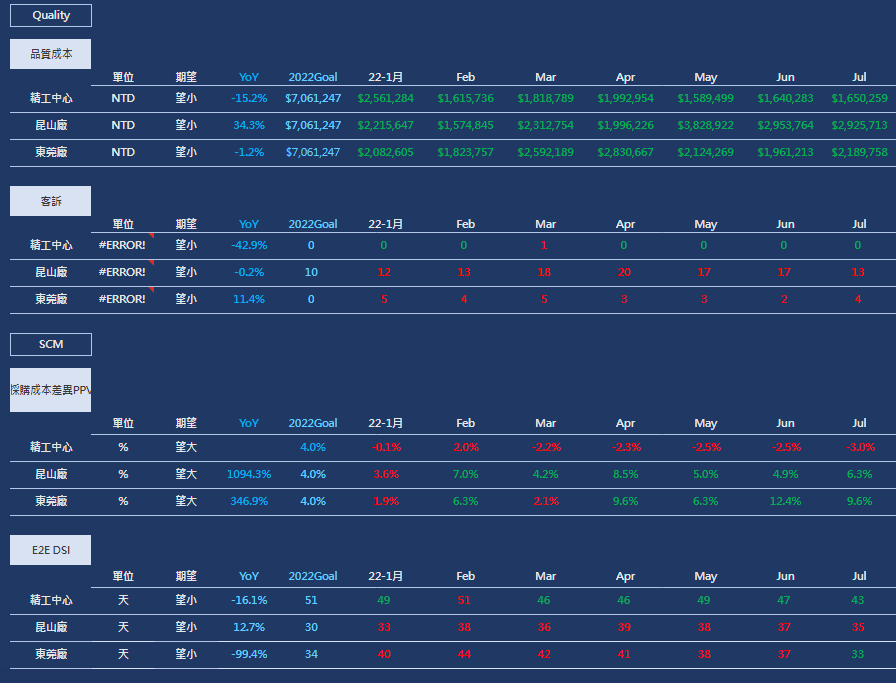 Quality
品質成本
單位 期望 YoY 2022Goal 22-1月 Feb Mar Apr May Jun Jul
精工中心 NTD 望小 -15.2% $7,061,247 $2,561,284 $1,615,736 $1,818,789 $1,992,954 $1,589,499 $1,640,283 $1,650,259
昆山廠 NTD 望小 34.3% $7,061,247 $2,215,647 $1,574,845 $2,312,754 $1,996,226 $3,828,922 $2,953,764 $2,925,713
東莞廠 NTD 望小 -1.2% $7,061,247 $2,082,605 $1,823,757 $2,592,189 $2,830,667 $2,124,269 $1,961,213 $2,189,758
客訴
單位 期望 YoY 2022Goal 22-1月 Feb Mar Apr May Jun Jul
精工中心 #ERROR! 望小 -42.9% 0 0 0 1 0 0 0 0
昆山廠 #ERROR! 望小 -0.2% 10 12 13 18 20 17 17 13
東莞廠 #ERROR! 望小 11.4% 0 5 4 5 3 3 2 4
SCM
採購成本差異PPV
單位 期望 YoY 2022Goal 22-1月 Feb Mar Apr May Jun Jul
精工中心 % 望大 4.0% -0.1% 2.0% -2.2% -2.3% -2.5% -2.5% -3.0%
昆山廠 % 望大 1094.3% 4.0% 3.6% 7.0% 4.2% 8.5% 5.0% 4.9% 6.3%
東莞廠 % 望大 346.9% 4.0% 1.9% 6.3% 2.1% 9.6% 6.3% 12.4% 9.6%
E2E DSI
單位 期望 YoY 2022Goal 22-1月 Feb Mar Apr May Jun Jul
精工中心 天 望小 -16.1% 51 49 51 46 46 49 47 43
昆山廠 天 望小 12.7% 30 33 38 36 39 38 37 35
東莞廠 天 望小 -99.4% 34 40 44 42 41 38 37 33